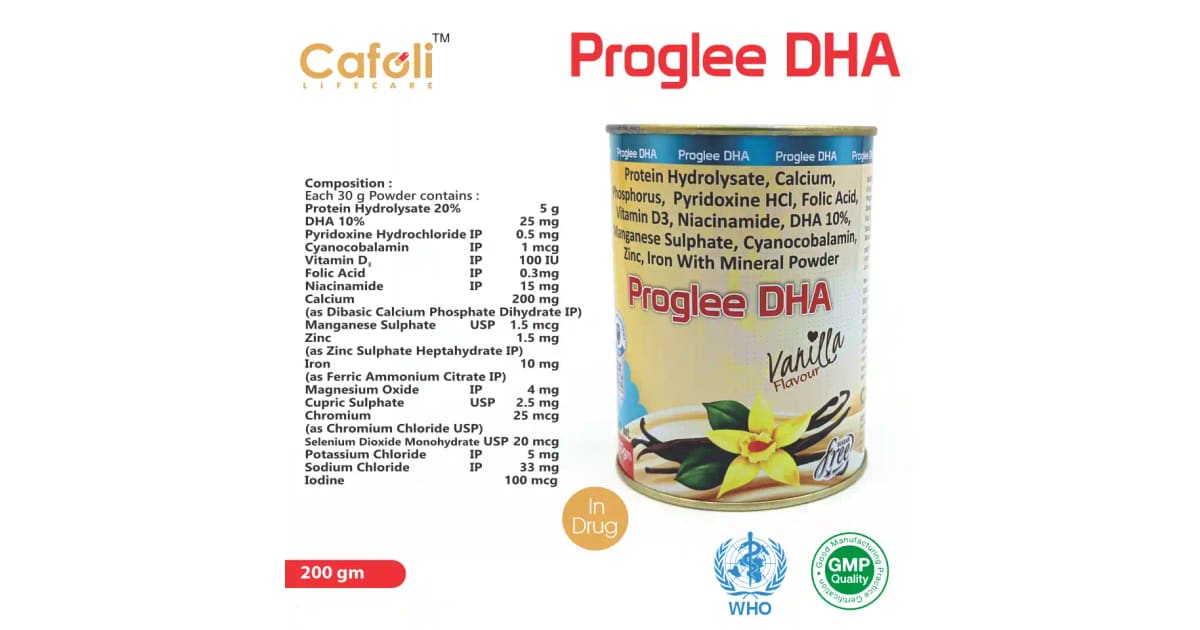 Cafoli™
LIFECARE
Proglee DHA
Composition :
Each 30 g Powder contains :
Protein Hydrolysate 20% 5 g
DHA 10% 25 mg
Pyridoxine Hydrochloride IP 0.5 mg
Cyanocobalamin IP 1 mcg
Vitamin D3 IP 100 IU
Folic Acid IP 0.3mg
Niacinamide IP 15 mg
Calcium 200 mg
(as Dibasic Calcium Phosphate Dihydrate IP)
Manganese Sulphate USP 1.5 mcg
Zinc 1.5 mg
(as Zinc Sulphate Heptahydrate IP)
Iron 10 mg
(as Ferric Ammonium Citrate IP)
Magnesium Oxide IP 4 mg
Cupric Sulphate USP 2.5 mg
Chromium 25 mcg
(as Chromium Chloride USP)
Selenium Dioxide Monohydrate USP 20 mcg
Potassium Chloride IP 5 mg
Sodium Chloride IP 33 mg
Iodine 100 mcg
Proglee DHA Proglee DHA Proglee DHA Proglee D
Protein Hydrolysate, Calcium,
Phosphorus, Pyridoxine HCl, Folic Acid,
Vitamin D3, Niacinamide, DHA 10%,
Manganese Sulphate, Cyanocobalamin,
Zinc, Iron With Mineral Powder
Proglee DHA
Vanilla
Flavour
free
In
Drug
200 gm
WHO
Good Manufacturing
GMP
Quality
Practice Certification